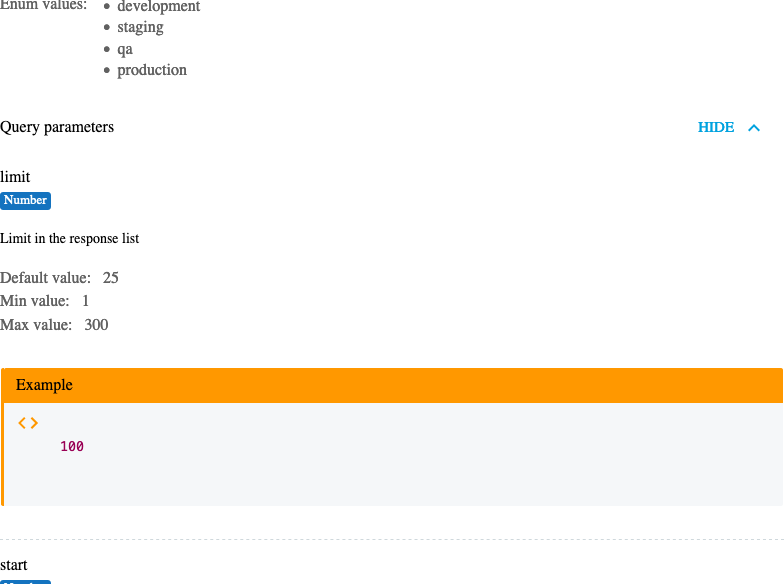 Enum values:
• development
• staging
• qa
• production
Query parameters
HIDE
limit
Number
Limit in the response list
Default value: 25
Min value: 1
Max value: 300
Example
<>
100
start